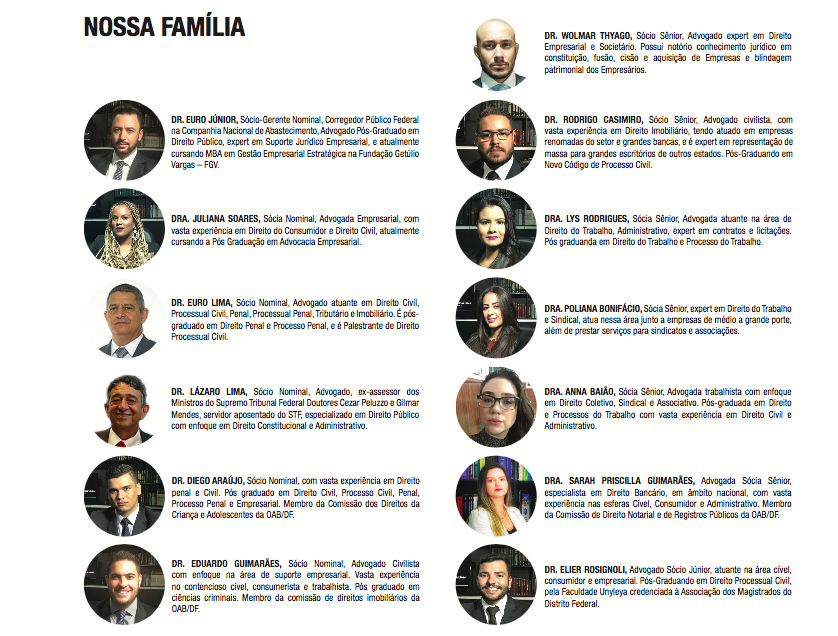 NOSSA FAMÍLIA
DR. EURO JÚNIOR, Sócio-Gerente Nominal, Corregedor Público Federal
na Companhia Nacional de Abastecimento, Advogado Pós-Graduado em
Direito Público, expert em Suporte Jurídico Empresarial, e atualmente
cursando MBA em Gestão Empresarial Estratégica na Fundação Getúlio
Vargas – FGV.
DRA. JULIANA SOARES, Sócia Nominal, Advogada Empresarial, com
vasta experiência em Direito do Consumidor e Direito Civil, atualmente
cursando a Pós Graduação em Advocacia Empresarial.
DR. EURO LIMA, Sócio Nominal, Advogado atuante em Direito Civil,
Processual Civil, Penal, Processual Penal, Tributário e Imobiliário. É pós-
graduado em Direito Penal e Processo Penal, e é Palestrante de Direito
Processual Civil.
DR. LÁZARO LIMA, Sócio Nominal, Advogado, ex-assessor dos
Ministros do Supremo Tribunal Federal Doutores Cezar Peluzzo e Gilmar
Mendes, servidor aposentado do STF, especializado em Direito Público
com enfoque em Direito Constitucional e Administrativo.
DR. DIEGO ARAÚJO, Sócio Nominal, com vasta experiência em Direito
penal e Civil. Pós graduado em Direito Civil, Processo Civil, Penal,
Processo Penal e Empresarial. Membro da Comissão dos Direitos da
Criança e Adolescentes da OAB/DF.
DR. EDUARDO GUIMARÃES, Sócio Nominal, Advogado Civilista
com enfoque na área de suporte empresarial. Vasta experiência
no contencioso cível, consumerista e trabalhista. Pós graduado em
ciências criminais. Membro da comissão de direitos imobiliários da
OAB/DF.
DR. WOLMAR THYAGO, Sócio Sênior, Advogado expert em Direito
Empresarial e Societário. Possui notório conhecimento jurídico em
constituição, fusão, cisão e aquisição de Empresas e blindagem
patrimonial dos Empresários.
DR. RODRIGO CASIMIRO, Sócio Sênior, Advogado civilista, com
vasta experiência em Direito Imobiliário, tendo atuado em empresas
renomadas do setor e grandes bancas, e é expert em representação de
massa para grandes escritórios de outros estados. Pós-Graduando em
Novo Código de Processo Civil.
DRA. LYS RODRIGUES, Sócia Sênior, Advogada atuante na área de
Direito do Trabalho, Administrativo, expert em contratos e licitações.
Pós graduanda em Direito do Trabalho e Processo do Trabalho.
DRA. POLIANA BONIFÁCIO, Sócia Sênior, expert em Direito do Trabalho
e Sindical, atua nessa área junto a empresas de médio a grande porte,
além de prestar serviços para sindicatos e associações.
DRA. ANNA BAIÃO, Sócia Sênior, Advogada trabalhista com enfoque
em Direito Coletivo, Sindical e Associativo. Pós-graduada em Direito
e Processos do Trabalho com vasta experiência em Direito Civil e
Administrativo.
DRA. SARAH PRISCILLA GUIMARÃES, Advogada Sócia Sênior,
especialista em Direito Bancário, em âmbito nacional, com vasta
experiência nas esferas Cível, Consumidor e Administrativo. Membro
da Comissão de Direito Notarial e de Registros Públicos da OAB/DF.
DR. ELIER ROSIGNOLI, Advogado Sócio Júnior, atuante na área cível,
consumidor e empresarial. Pós-Graduando em Direito Processual Civil,
pela Faculdade Unyleya credenciada à Associação dos Magistrados do
Distrito Federal.